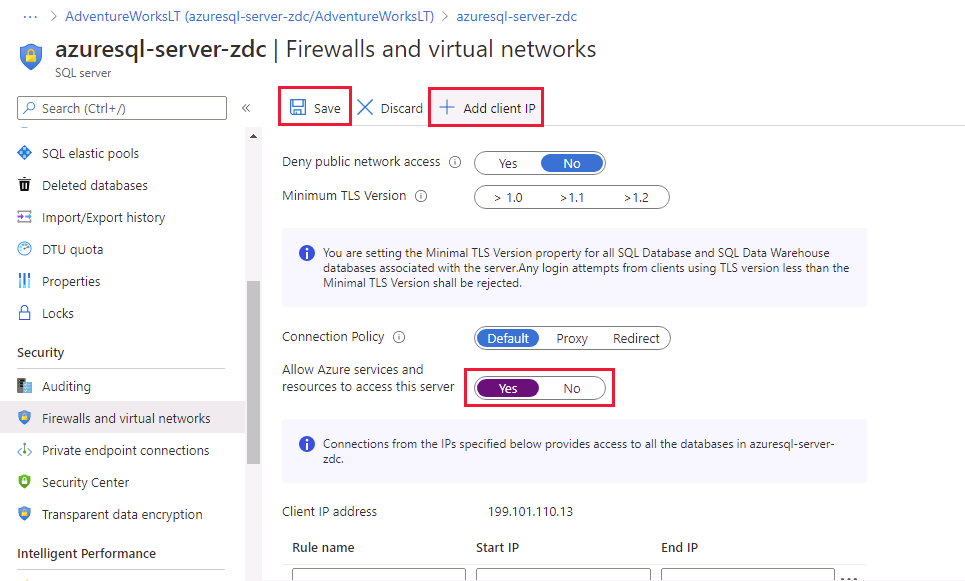 ··· > AdventureWorksLT (azuresql-server-zdc/AdventureWorksLT) > azuresql-server-zdc
azuresql-server-zdc | Firewalls and virtual networks
SQL server
Search (Ctrl+/) «
Save Discard Add client IP
SQL elastic pools
Deleted databases
Import/Export history
DTU quota
Properties
Locks
Security
Auditing
Firewalls and virtual networks
Private endpoint connections
Security Center
Transparent data encryption
Intelligent Performance
Deny public network access Yes No
Minimum TLS Version > 1.0 >1.1 >1.2
You are setting the Minimal TLS Version property for all SQL Database and SQL Data Warehouse
databases associated with the server.Any login attempts from clients using TLS version less than the
Minimal TLS Version shall be rejected.
Connection Policy Default Proxy Redirect
Allow Azure services and
resources to access this server Yes No
Connections from the IPs specified below provides access to all the databases in azuresql-server-
zdc.
Client IP address 199.101.110.13
Rule name Start IP End IP
···